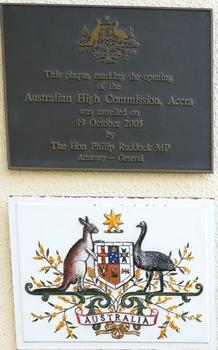 This plaque, marking the opening
of the
Australian High Commission, Accra
was unveiled on
19 October 2005
by
The Hon Philip Ruddock MP
Attorney - General
AUSTRALIA